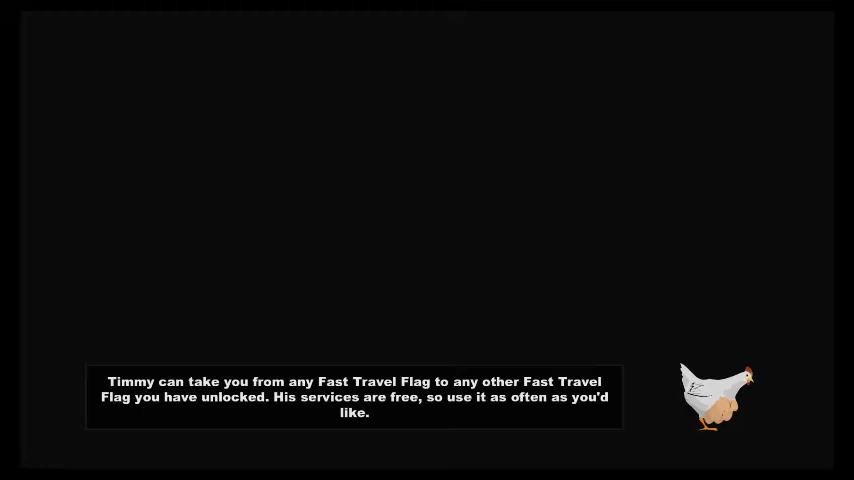 Timmy can take you from any Fast Travel Flag to any other Fast Travel
Flag you have unlocked. His services are free, so use it as often as you'd
like.